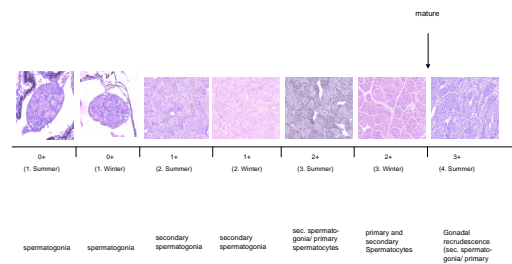 mature
0+ 0+ 1+ 1+ 2+ 2+ 3+
(1. Summer) (1. Winter) (2. Summer) (2. Winter) (3. Summer) (3. Winter) (4. Summer)
spermatogonia
spermatogonia
secondary
spermatogonia
secondary
spermatogonia
sec. spermato-
gonia/ primary
spermatocytes
primary and
secondary
Spermatocytes
Gonadal
recrudescence
(sec. spermato-
gonia/ primary